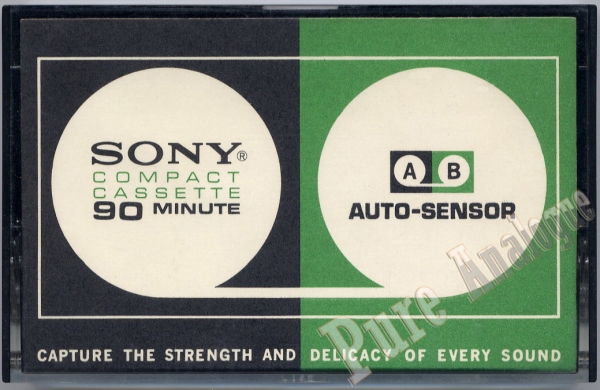 SONY®
COMPACT
CASSETTE
90 MINUTE
A B
AUTO-SENSOR
Pure Analogue
CAPTURE THE STRENGTH AND DELICACY OF EVERY SOUND